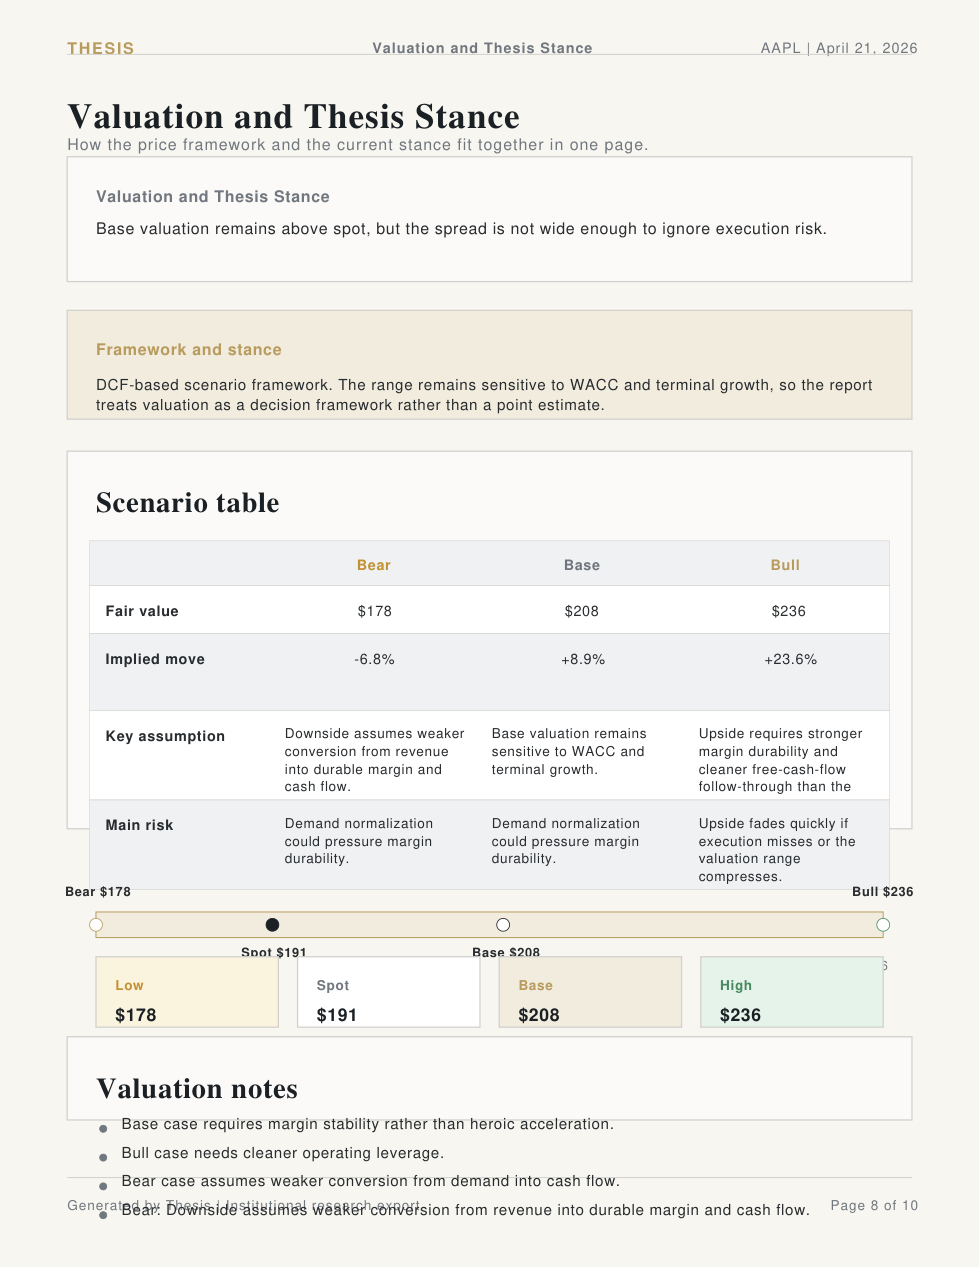 THESIS
Valuation and Thesis Stance
AAPL | April 21, 2026
Valuation and Thesis Stance
How the price framework and the current stance fit together in one page.
Valuation and Thesis Stance
Base valuation remains above spot, but the spread is not wide enough to ignore execution risk.
Framework and stance
DCF-based scenario framework. The range remains sensitive to WACC and terminal growth, so the report
treats valuation as a decision framework rather than a point estimate.
Scenario table
Bear Base Bull
Fair value $178 $208 $236
Implied move -6.8% +8.9% +23.6%
Key assumption
Downside assumes weaker
conversion from revenue
into durable margin and
cash flow.
Base valuation remains
sensitive to WACC and
terminal growth.
Upside requires stronger
margin durability and
cleaner free-cash-flow
follow-through than the
Main risk
Demand normalization
could pressure margin
durability.
Demand normalization
could pressure margin
durability.
Upside fades quickly if
execution misses or the
valuation range
compresses.
Bear $178
Bull $236
Spot $191
Base $208
Low
$178
Spot
$191
Base
$208
High
$236
Valuation notes
Base case requires margin stability rather than heroic acceleration.
Bull case needs cleaner operating leverage.
Bear case assumes weaker conversion from demand into cash flow.
Bear: Downside assumes weaker conversion from revenue into durable margin and cash flow.
Generated by Thesis | Institutional research export
Page 8 of 10